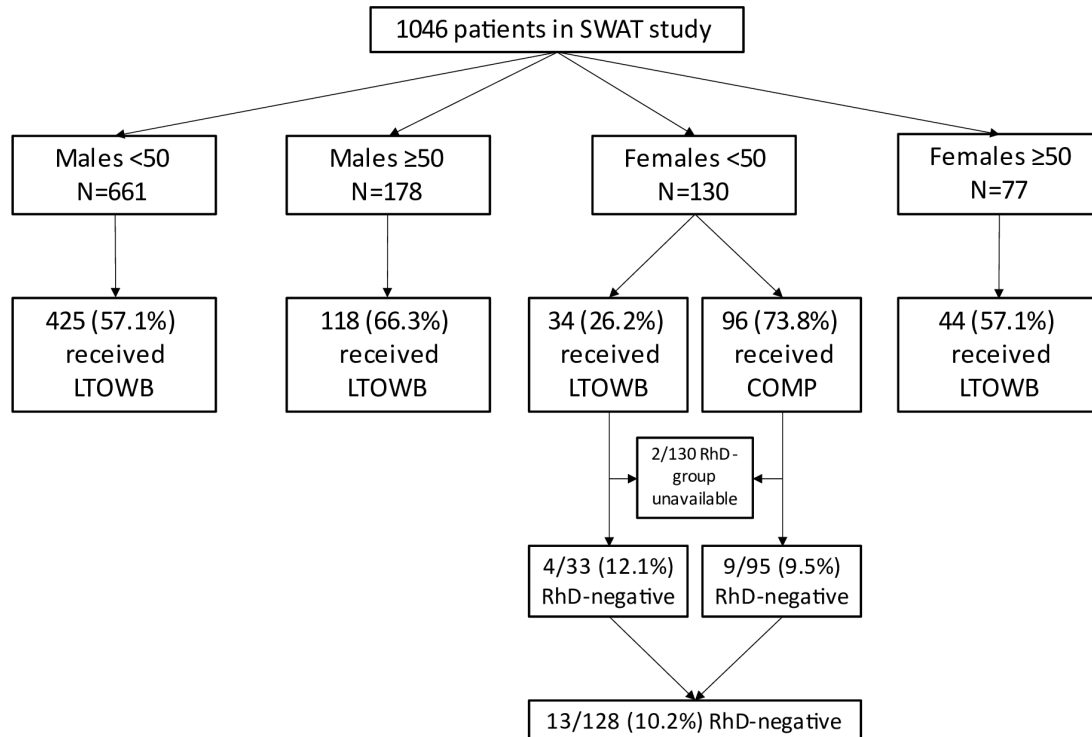 1046 patients in SWAT study
Males <50
N=661
Males ≥50
N=178
Females <50
N=130
Females ≥50
N=77
425 (57.1%)
received
LTOWB
118 (66.3%)
received
LTOWB
34 (26.2%)
received
LTOWB
96 (73.8%)
received
COMP
44 (57.1%)
received
LTOWB
2/130 RhD-
group
unavailable
4/33 (12.1%)
RhD-negative
9/95 (9.5%)
RhD-negative
13/128 (10.2%) RhD-negative